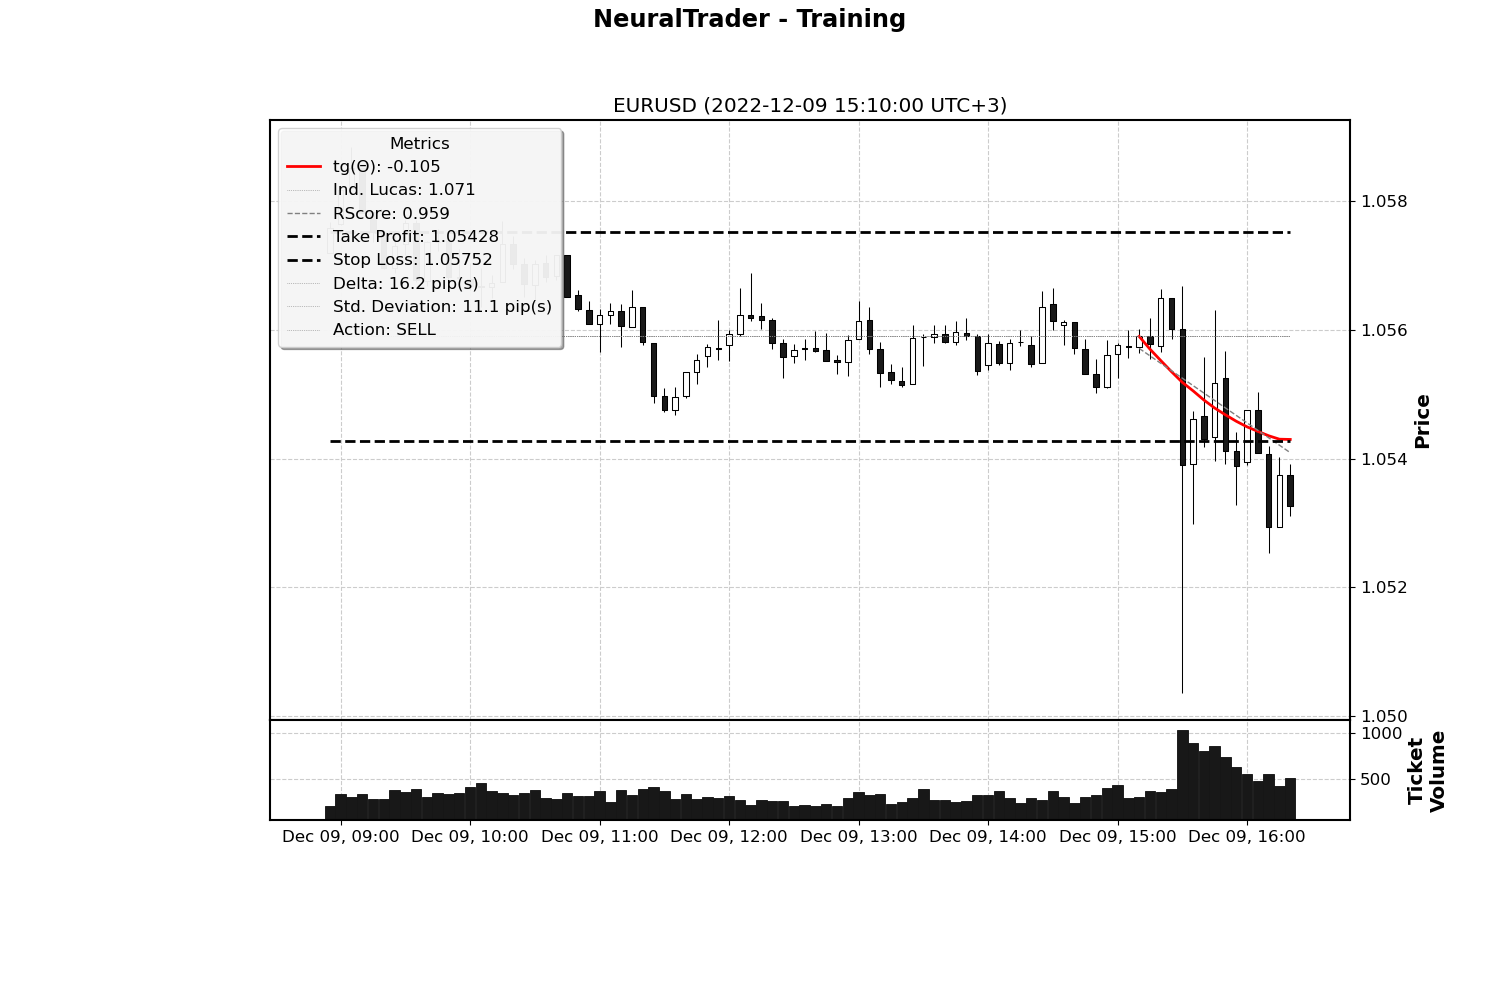 NeuralTrader - Training
EURUSD (2022-12-09 15:10:00 UTC+3)
Metrics
tg(Θ): -0.105
Ind. Lucas: 1.071
RScore: 0.959
Take Profit: 1.05428
Stop Loss: 1.05752
Delta: 16.2 pip(s)
Std. Deviation: 11.1 pip(s)
Action: SELL
1.058
1.056
1.054
1.052
1.050
Price
1000
500
Ticket
Volume
Dec 09, 09:00 Dec 09, 10:00 Dec 09, 11:00 Dec 09, 12:00 Dec 09, 13:00 Dec 09, 14:00 Dec 09, 15:00 Dec 09, 16:00